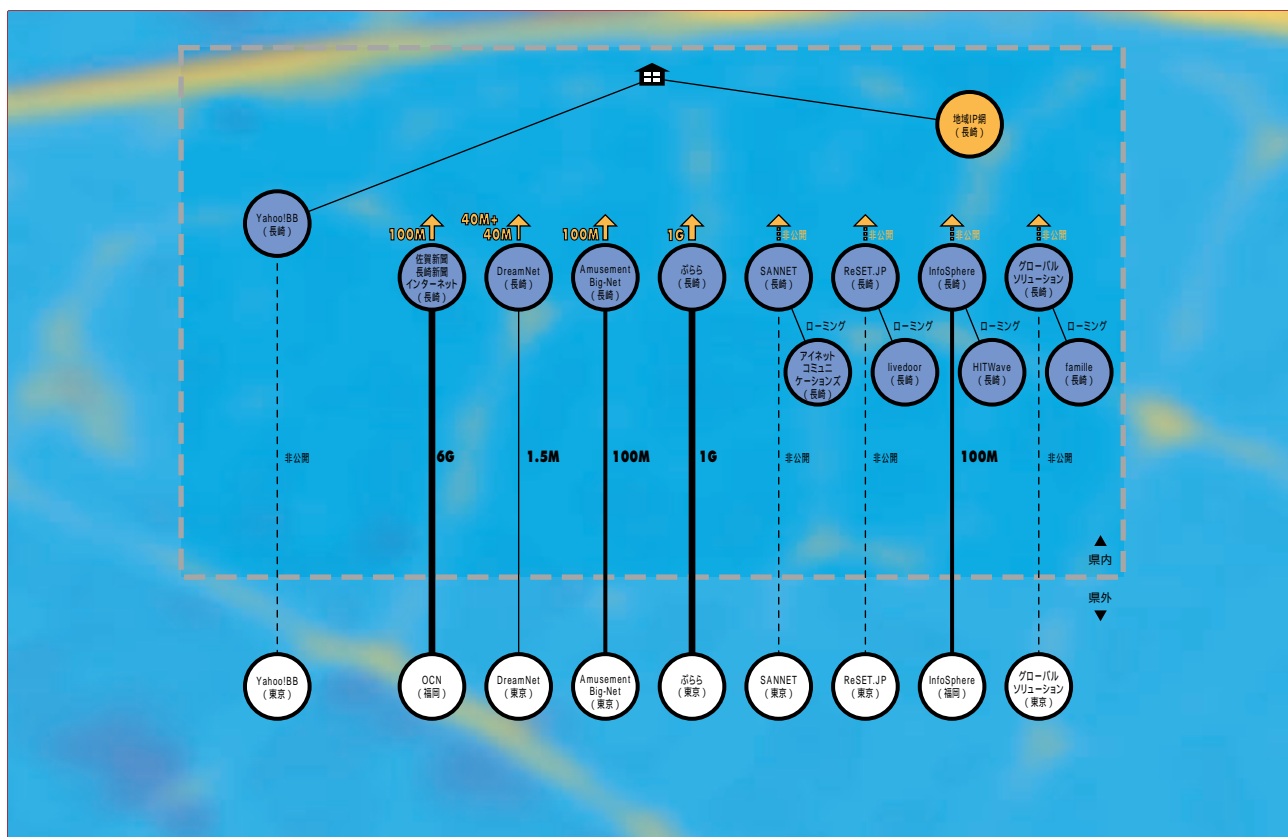 地域IP網
(長崎)
Yahoo!BB
(長崎)
100M
40M+
40M
100M
1G
非公開
非公開
非公開
非公開
佐賀新聞
長崎新聞
インターネット
(長崎)
DreamNet
(長崎)
Amusement
Big-Net
(長崎)
ぷらら
(長崎)
SANNET
(長崎)
ReSET.JP
(長崎)
InfoSphere
(長崎)
グローバル
ソリューション
(長崎)
ローミング
ローミング
ローミング
ローミング
アイネット
コミュニ
ケーションズ
(長崎)
livedoor
(長崎)
HITWave
(長崎)
famille
(長崎)
非公開
6G
1.5M
100M
1G
非公開
非公開
100M
非公開
▲
県内
県外
▼
Yahoo!BB
(東京)
OCN
(福岡)
DreamNet
(東京)
Amusement
Big-Net
(東京)
ぷらら
(東京)
SANNET
(東京)
ReSET.JP
(東京)
InfoSphere
(福岡)
グローバル
ソリューション
(東京)